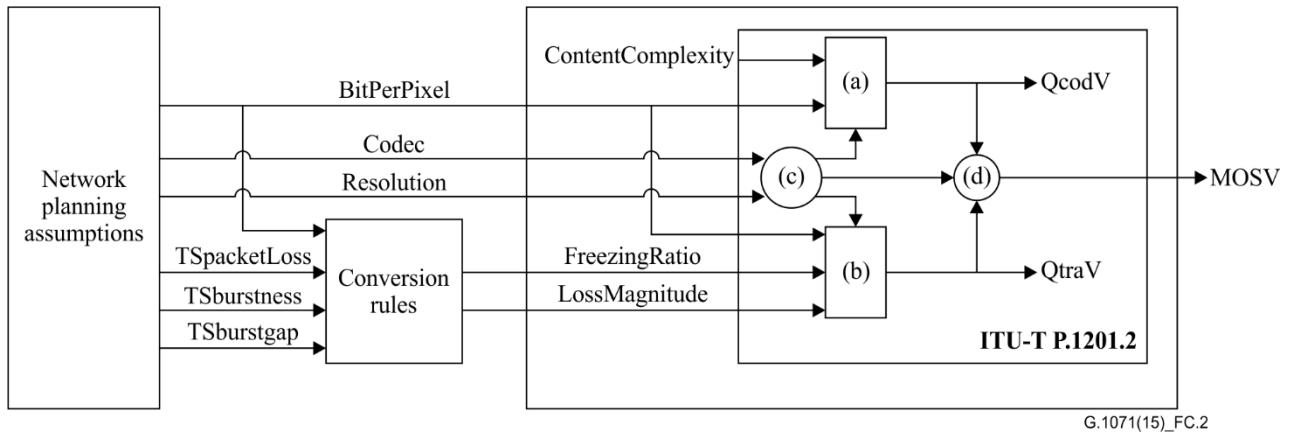 Network
planning
assumptions
BitPerPixel
Codec
Resolution
TSpacketLoss
TSburstness
TSburstgap
Conversion
rules
FreezingRatio
LossMagnitude
ContentComplexity
(a)
(c)
(b)
(d)
QcodV
MOSV
QtraV
ITU-T P.1201.2
G.1071(15)_FC.2